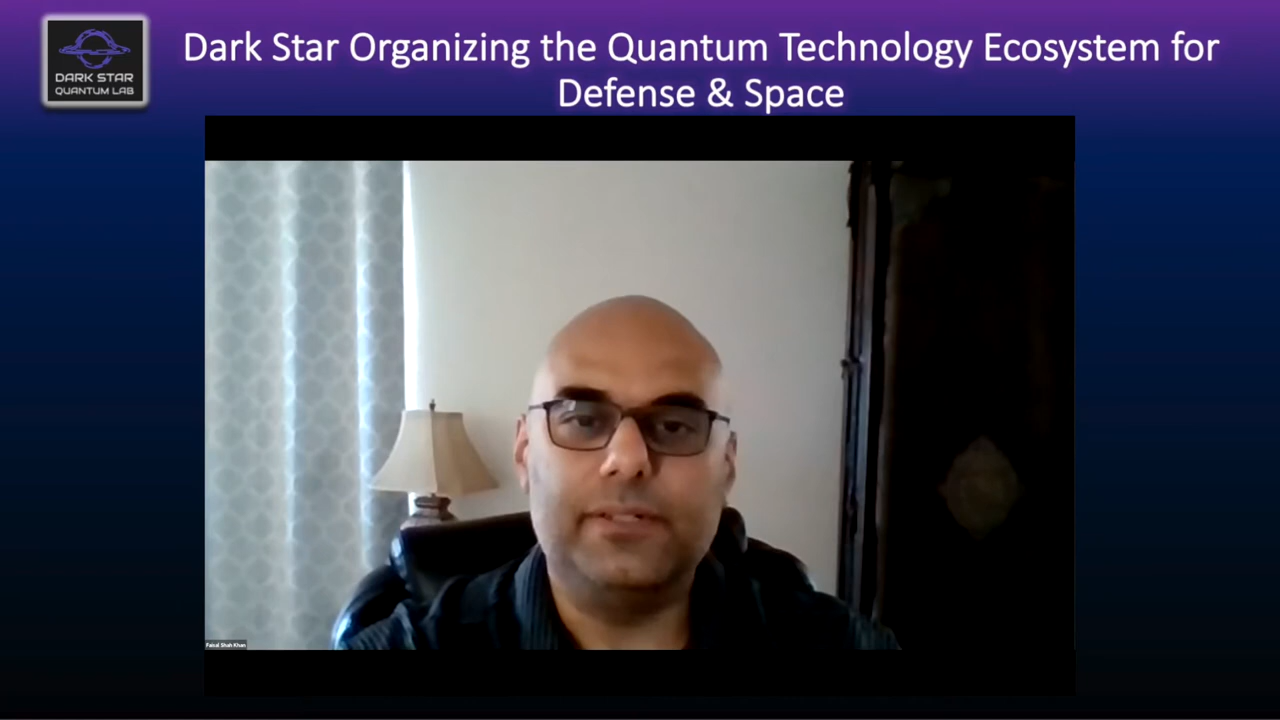 Dark Star Organizing the Quantum Technology Ecosystem for
Defense & Space
DARK STAR
QUANTUM LAB
Faisal Shah Khan